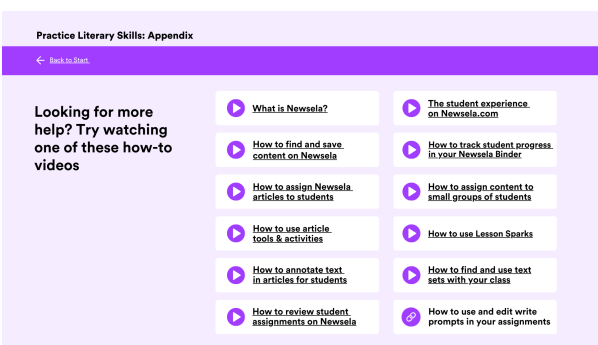 Practice Literary Skills: Appendix
Back to Start
Looking for more
help? Try watching
one of these how-to
videos
What is Newsela?
How to find and save
content on Newsela
How to assign Newsela
articles to students
How to use article
tools & activities
How to annotate text
in articles for students
How to review student
assignments on Newsela
The student experience
on Newsela.com
How to track student progress
in your Newsela Binder
How to assign content to
small groups of students
How to use Lesson Sparks
How to find and use text
sets with your class
How to use and edit write
prompts in your assignments